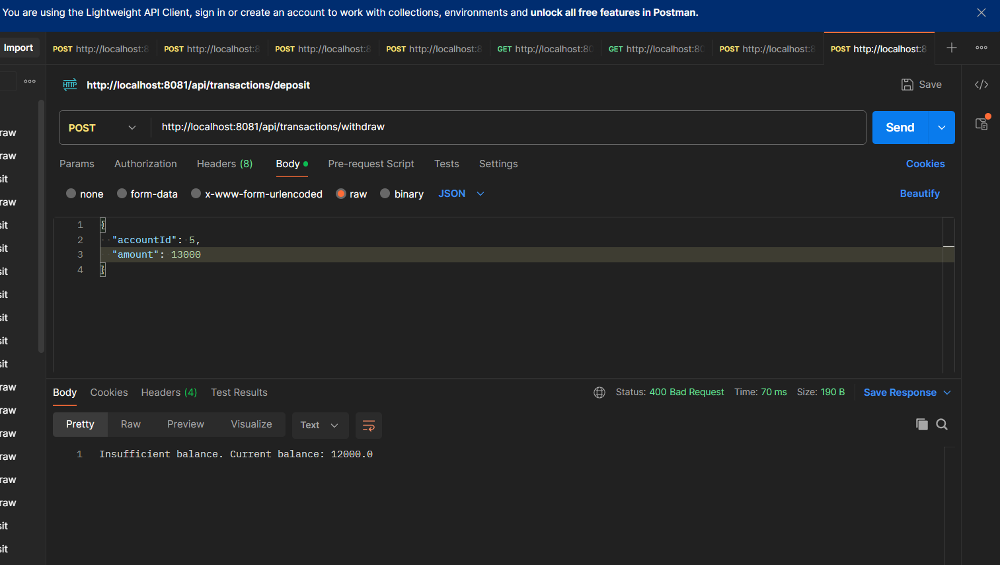 You are using the Lightweight API Client, sign in or create an account to work with collections, environments and unlock all free features in Postman.
Import
POST http://localhost:8
POST http://localhost:8
POST http://localhost:8
POST http://localhost:8
GET http://localhost:80
GET http://localhost:80
POST http://localhost:8
POST http://localhost:8
HTTP http://localhost:8081/api/transactions/deposit
Save
POST http://localhost:8081/api/transactions/withdraw
Send
Params Authorization Headers (8) Body Pre-request Script Tests Settings Cookies
none form-data x-www-form-urlencoded raw binary JSON Beautify
1 {
2 "accountId": 5,
3 "amount": 13000
4 }
raw
raw
sit
raw
sit
sit
sit
sit
sit
sit
sit
raw
raw
raw
raw
raw
raw
sit
sit
Body Cookies Headers (4) Test Results Status: 400 Bad Request Time: 70 ms Size: 190 B Save Response
Pretty Raw Preview Visualize Text
1 Insufficient balance. Current balance: 12000.0